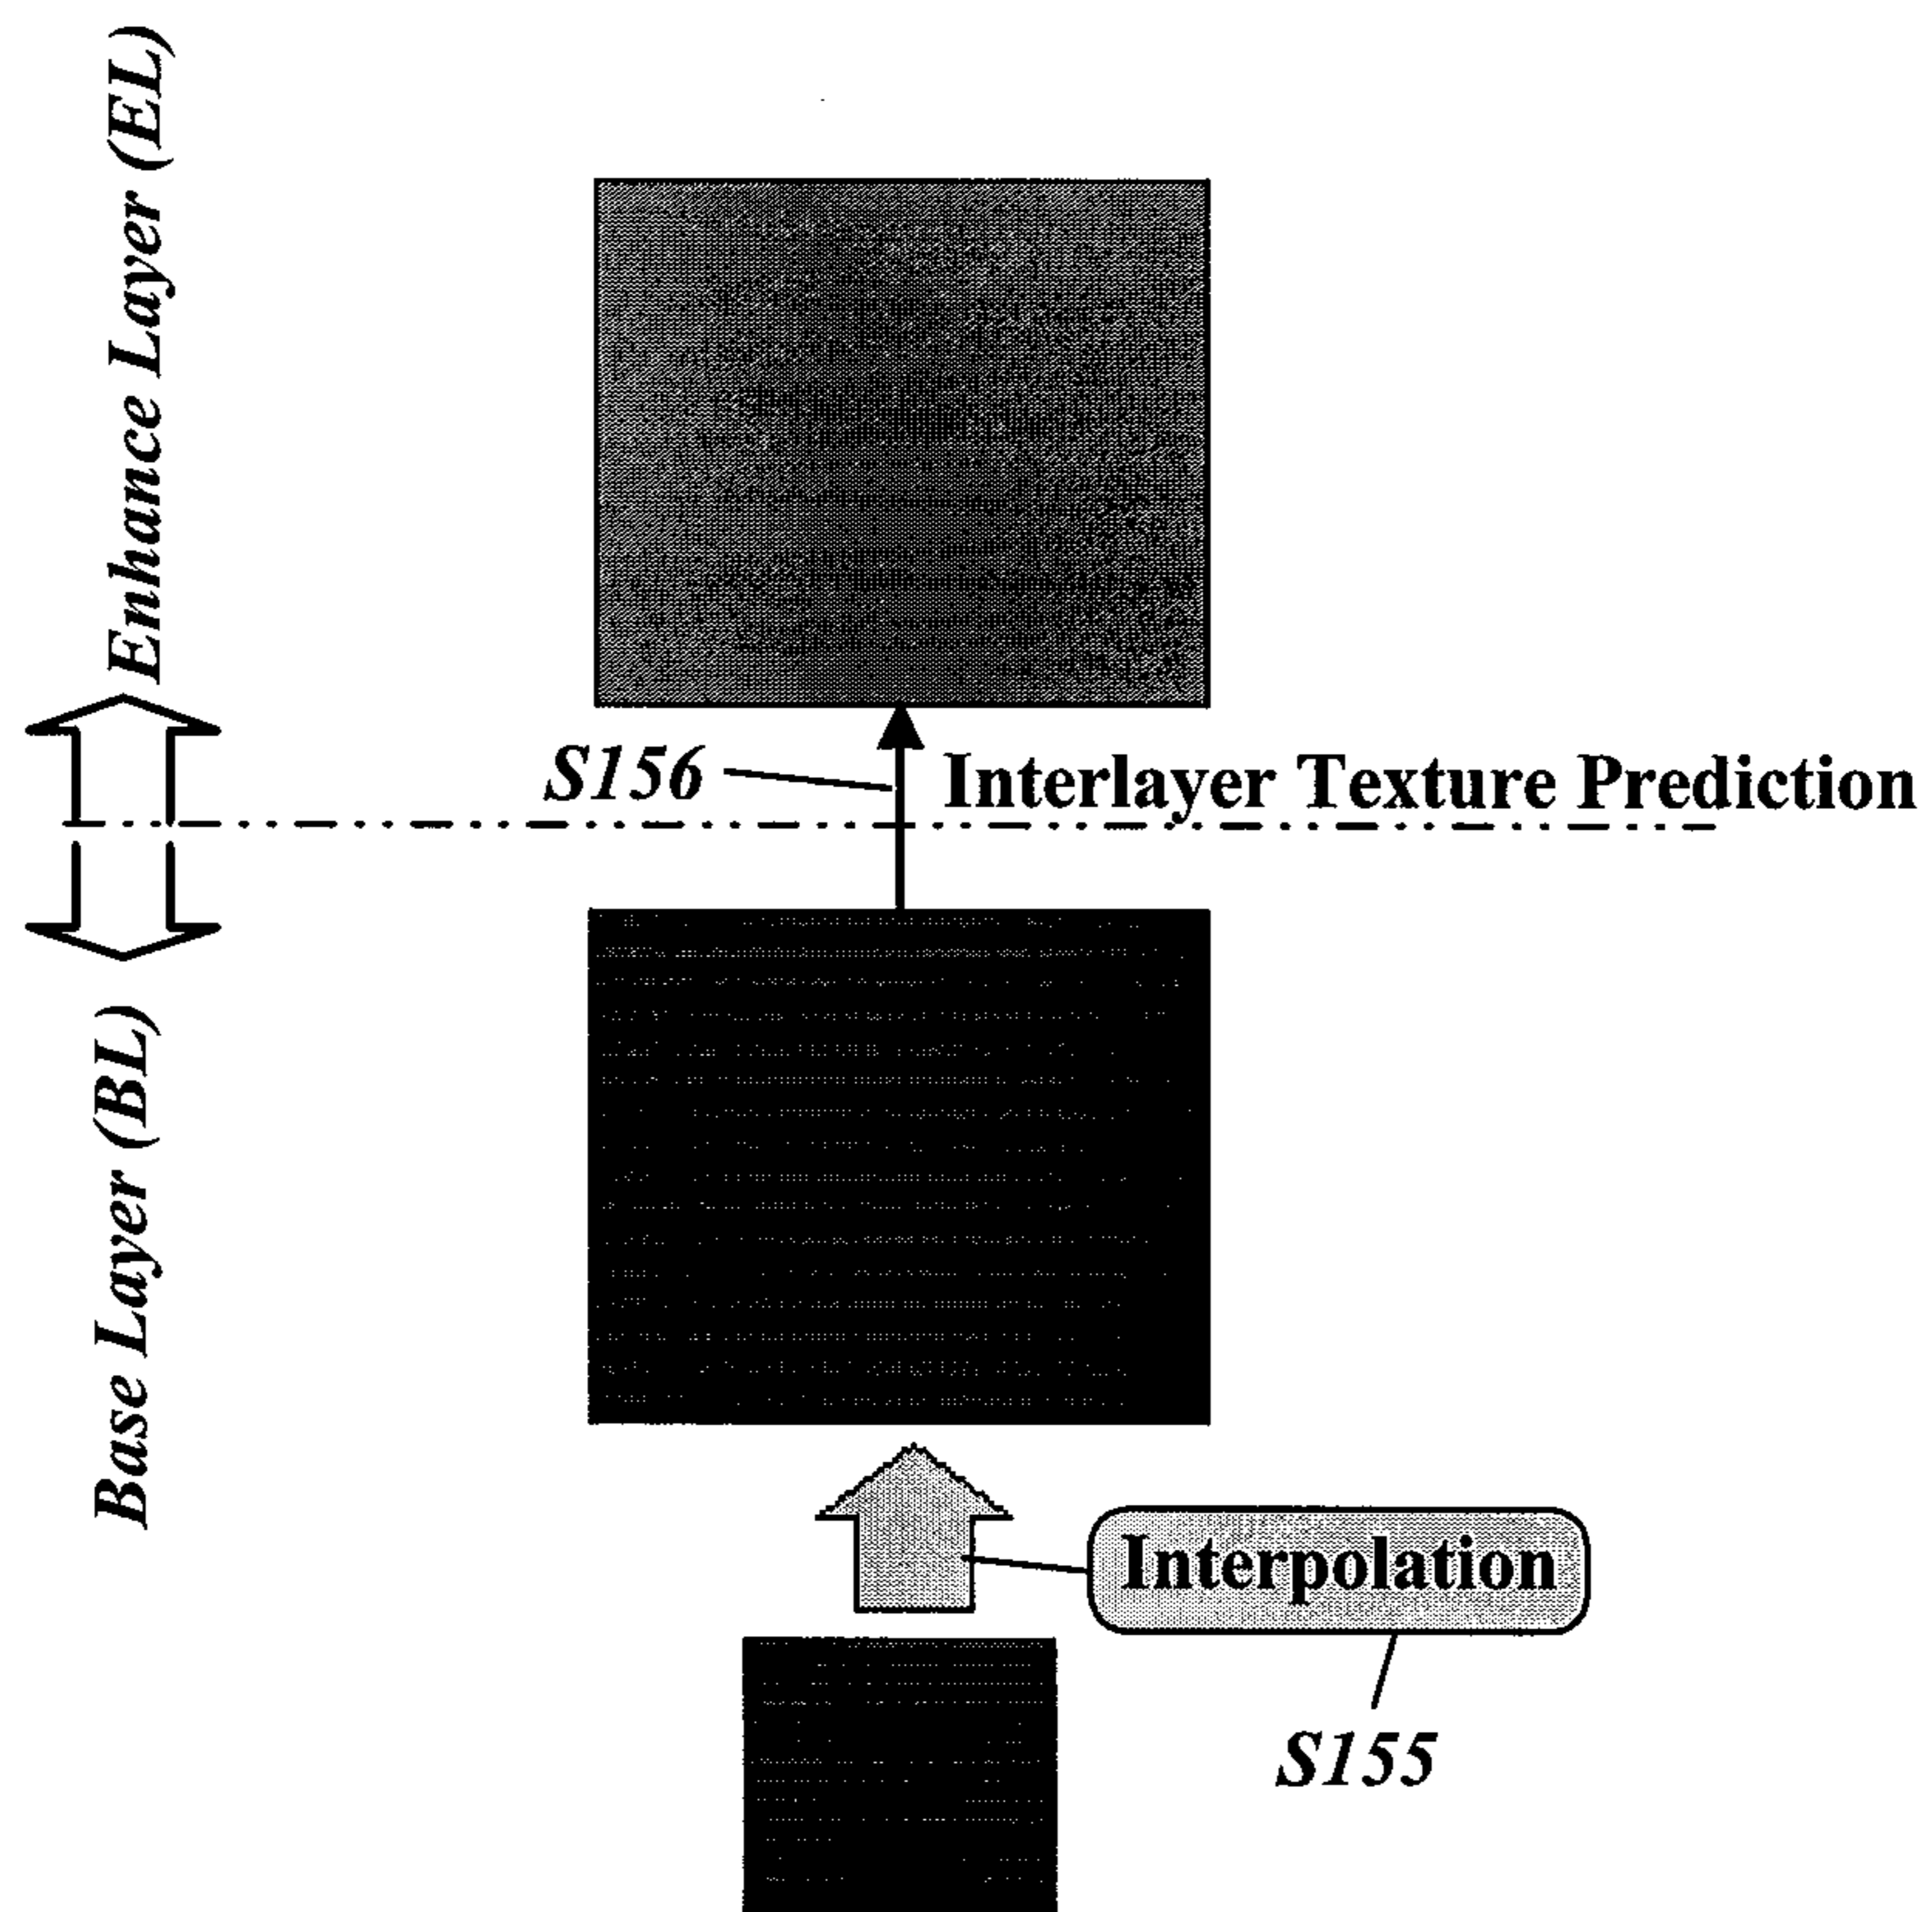 Enhance Layer (EL)
S156
Interlayer Texture Prediction
Base Layer (BL)
Interpolation
S155